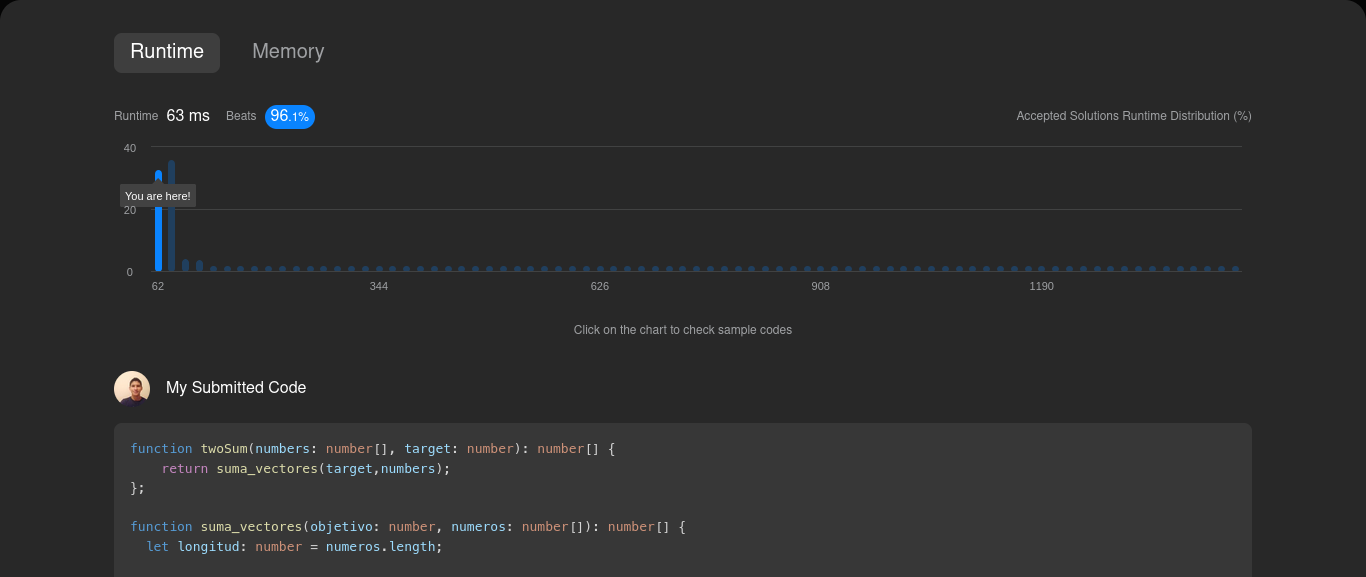 Runtime Memory
Runtime 63 ms Beats 96.1% Accepted Solutions Runtime Distribution (%)
40
You are here!
20
0
62 344 626 908 1190
Click on the chart to check sample codes
My Submitted Code
function twoSum(numbers: number[], target: number): number[] {
    return suma_vectores(target,numbers);
};
function suma_vectores(objetivo: number, numeros: number[]): number[] {
  let longitud: number = numeros.length;